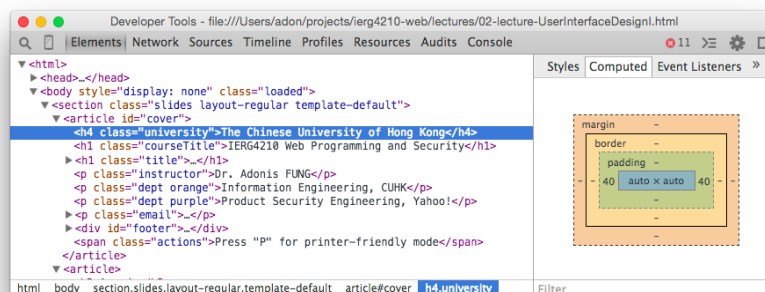 Developer Tools - file:///Users/adon/projects/ierg4210-web/lectures/02-lecture-UserInterfaceDesignI.html
Elements Network Sources Timeline Profiles Resources Audits Console 11
▼<html>
▶<head>…</head>
▼<body style="display: none" class="loaded">
▼<section class="slides layout-regular template-default">
▼<article id="cover">
<h4 class="university">The Chinese University of Hong Kong</h4>
<h1 class="courseTitle">IERG4210 Web Programming and Security</h1>
▶<h1 class="title">…</h1>
<p class="instructor">Dr. Adonis FUNG</p>
<p class="dept orange">Information Engineering, CUHK</p>
<p class="dept purple">Product Security Engineering, Yahoo!</p>
▶<p class="email">…</p>
▶<div id="footer">…</div>
<span class="actions">Press "P" for printer-friendly mode</span>
</article>
▼<article>
html body section.slides.layout-regular.template-default article#cover h4.university
Styles Computed Event Listeners »
margin -
border -
padding -
- - 40 auto × auto 40 - -
-
-
-
Filter